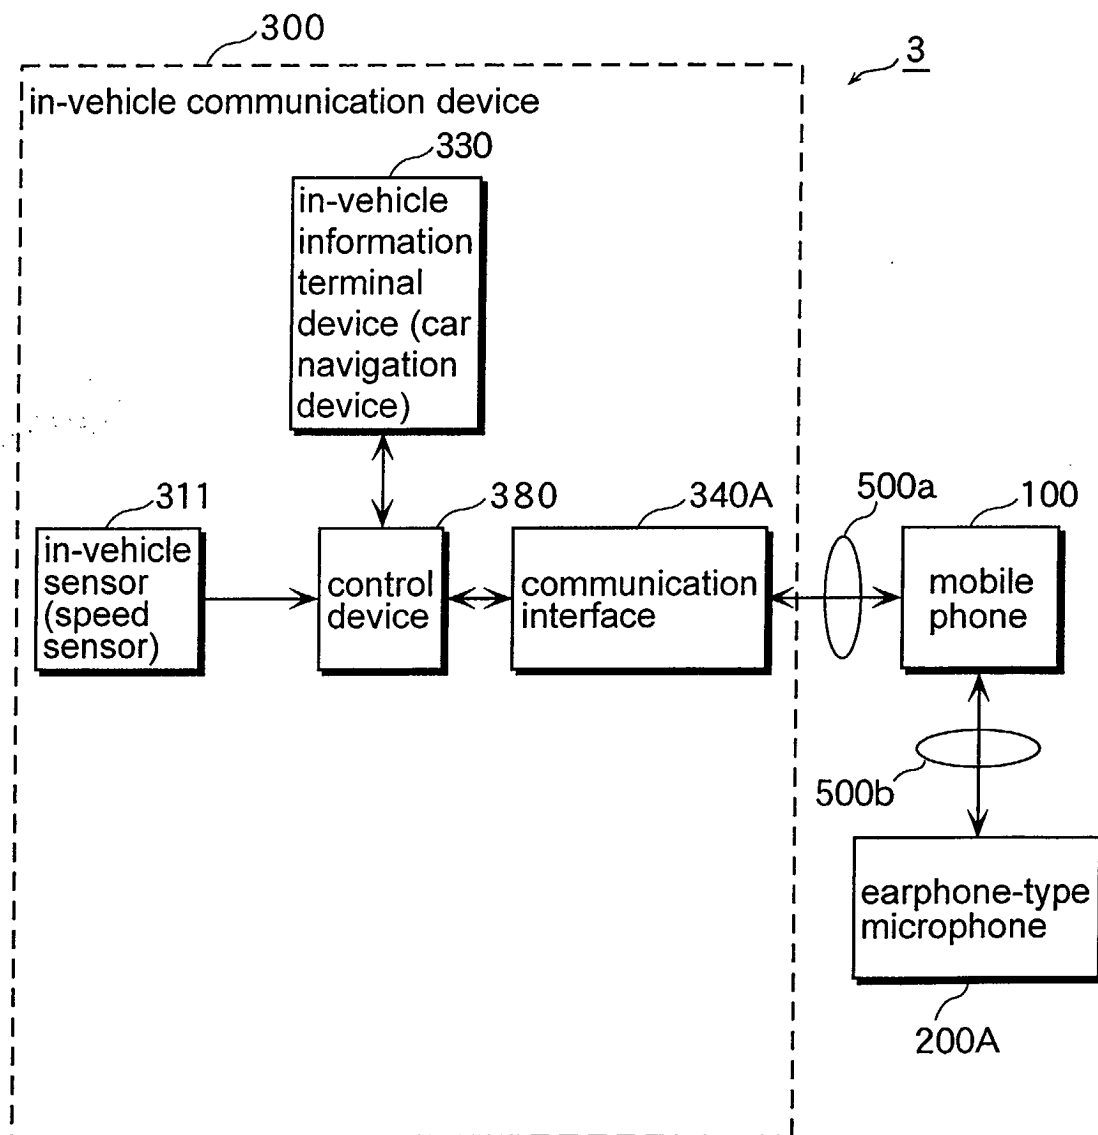 300
3
in-vehicle communication device
330
in-vehicle
information
terminal
device (car
navigation
device)
311
380
340A
500a
100
in-vehicle
sensor
(speed
sensor)
control
device
communication
interface
mobile
phone
500b
earphone-type
microphone
200A